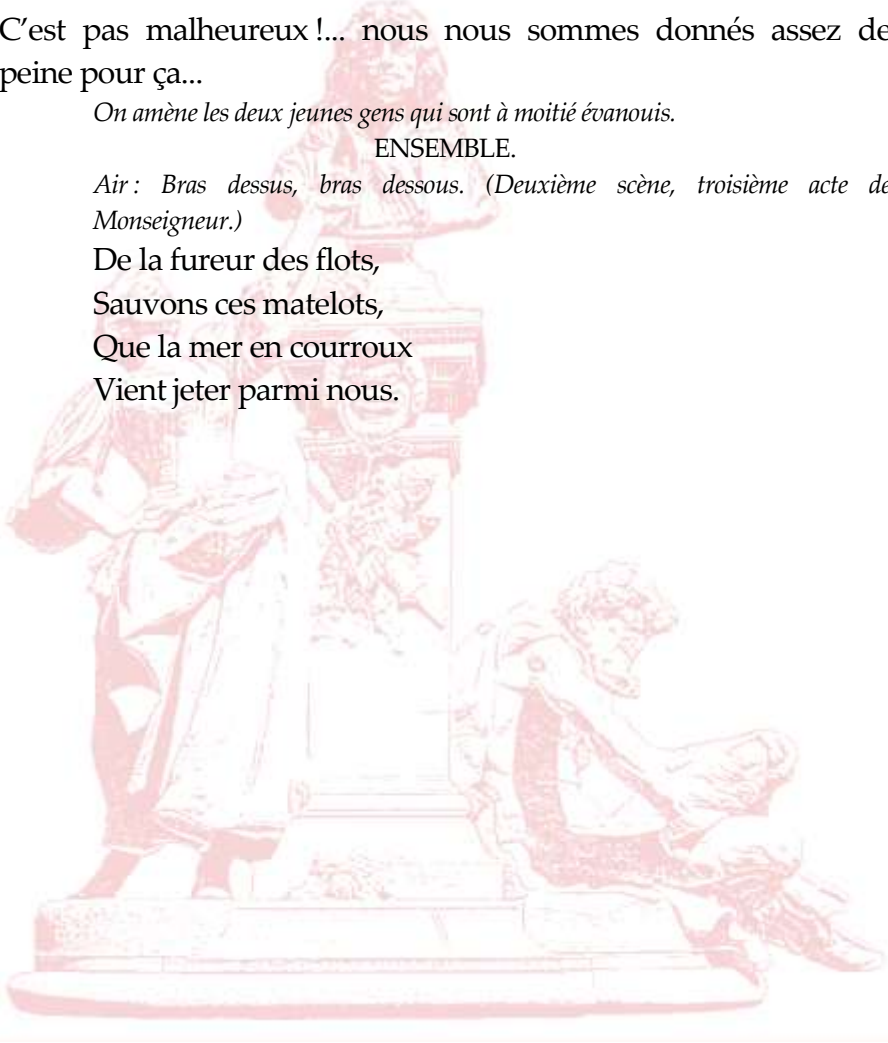 C’est pas malheureux !... nous nous sommes donnés assez de
peine pour ça...
On amène les deux jeunes gens qui sont à moitié évanouis.
ENSEMBLE.
Air : Bras dessus, bras dessous. (Deuxième scène, troisième acte de
Monseigneur.)
De la fureur des flots,
Sauvons ces matelots,
Que la mer en courroux
Vient jeter parmi nous.